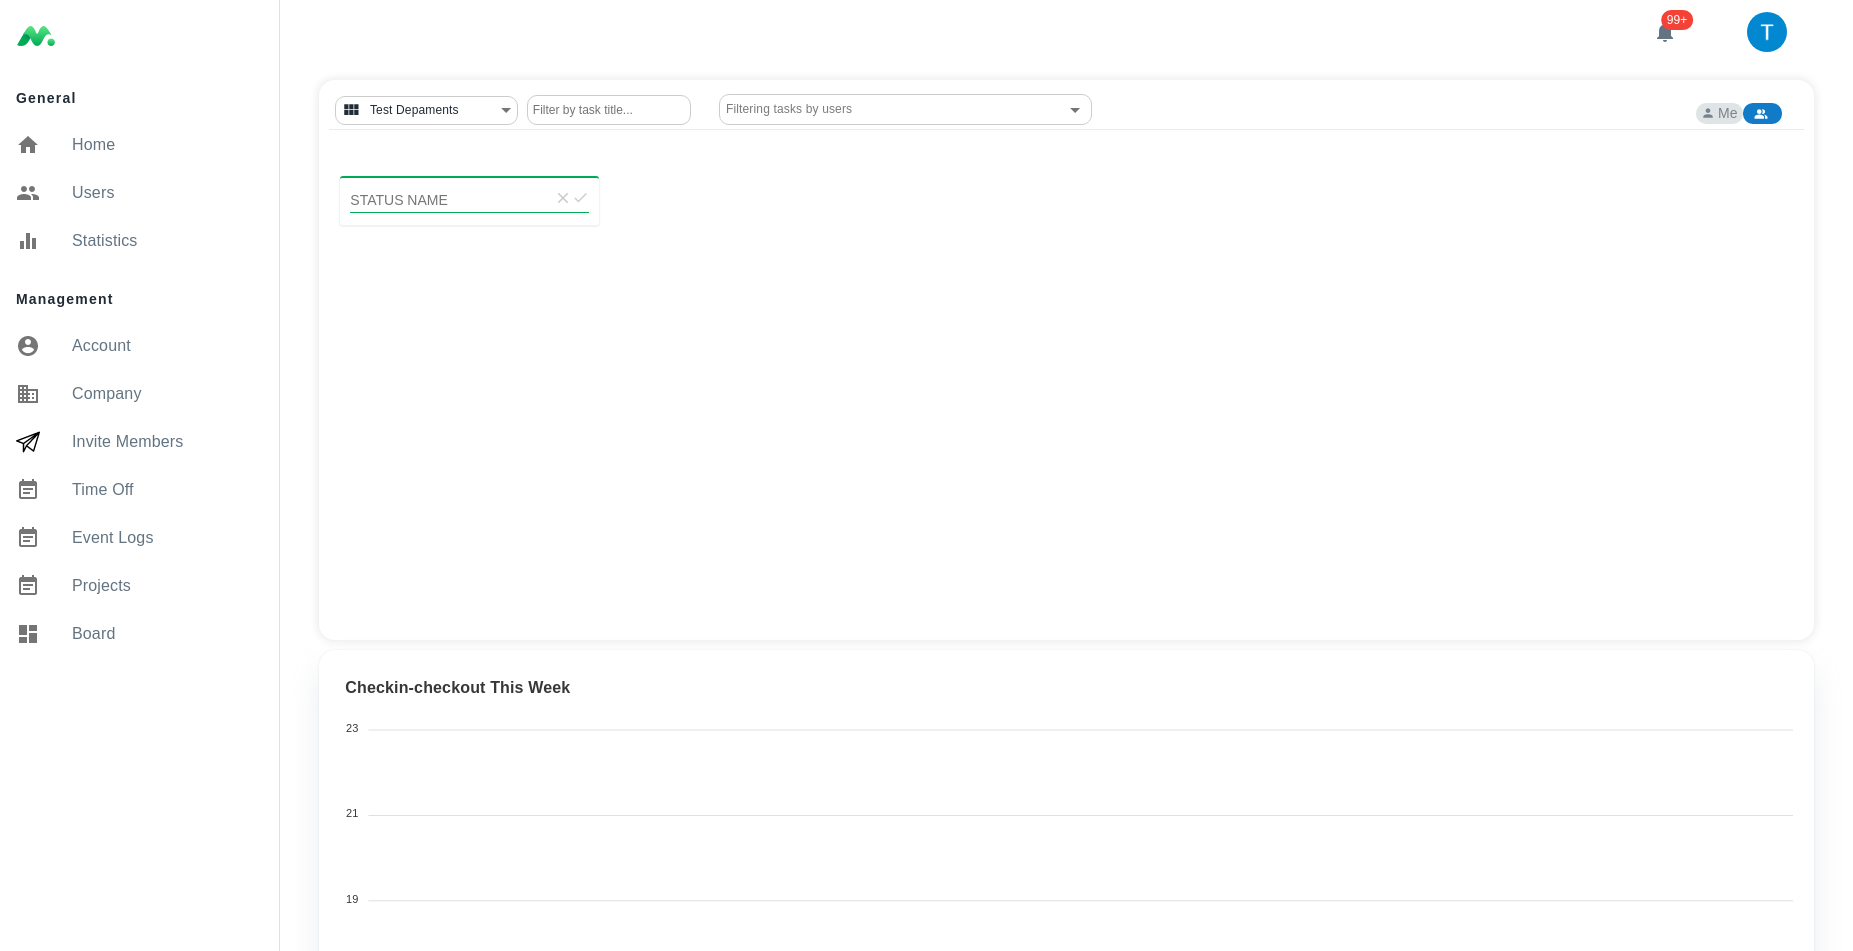 99+
T
General
Home
Users
Statistics
Management
Account
Company
Invite Members
Time Off
Event Logs
Projects
Board
Test Depaments
Filter by task title...
Filtering tasks by users
Me
STATUS NAME
Checkin-checkout This Week
23
21
19